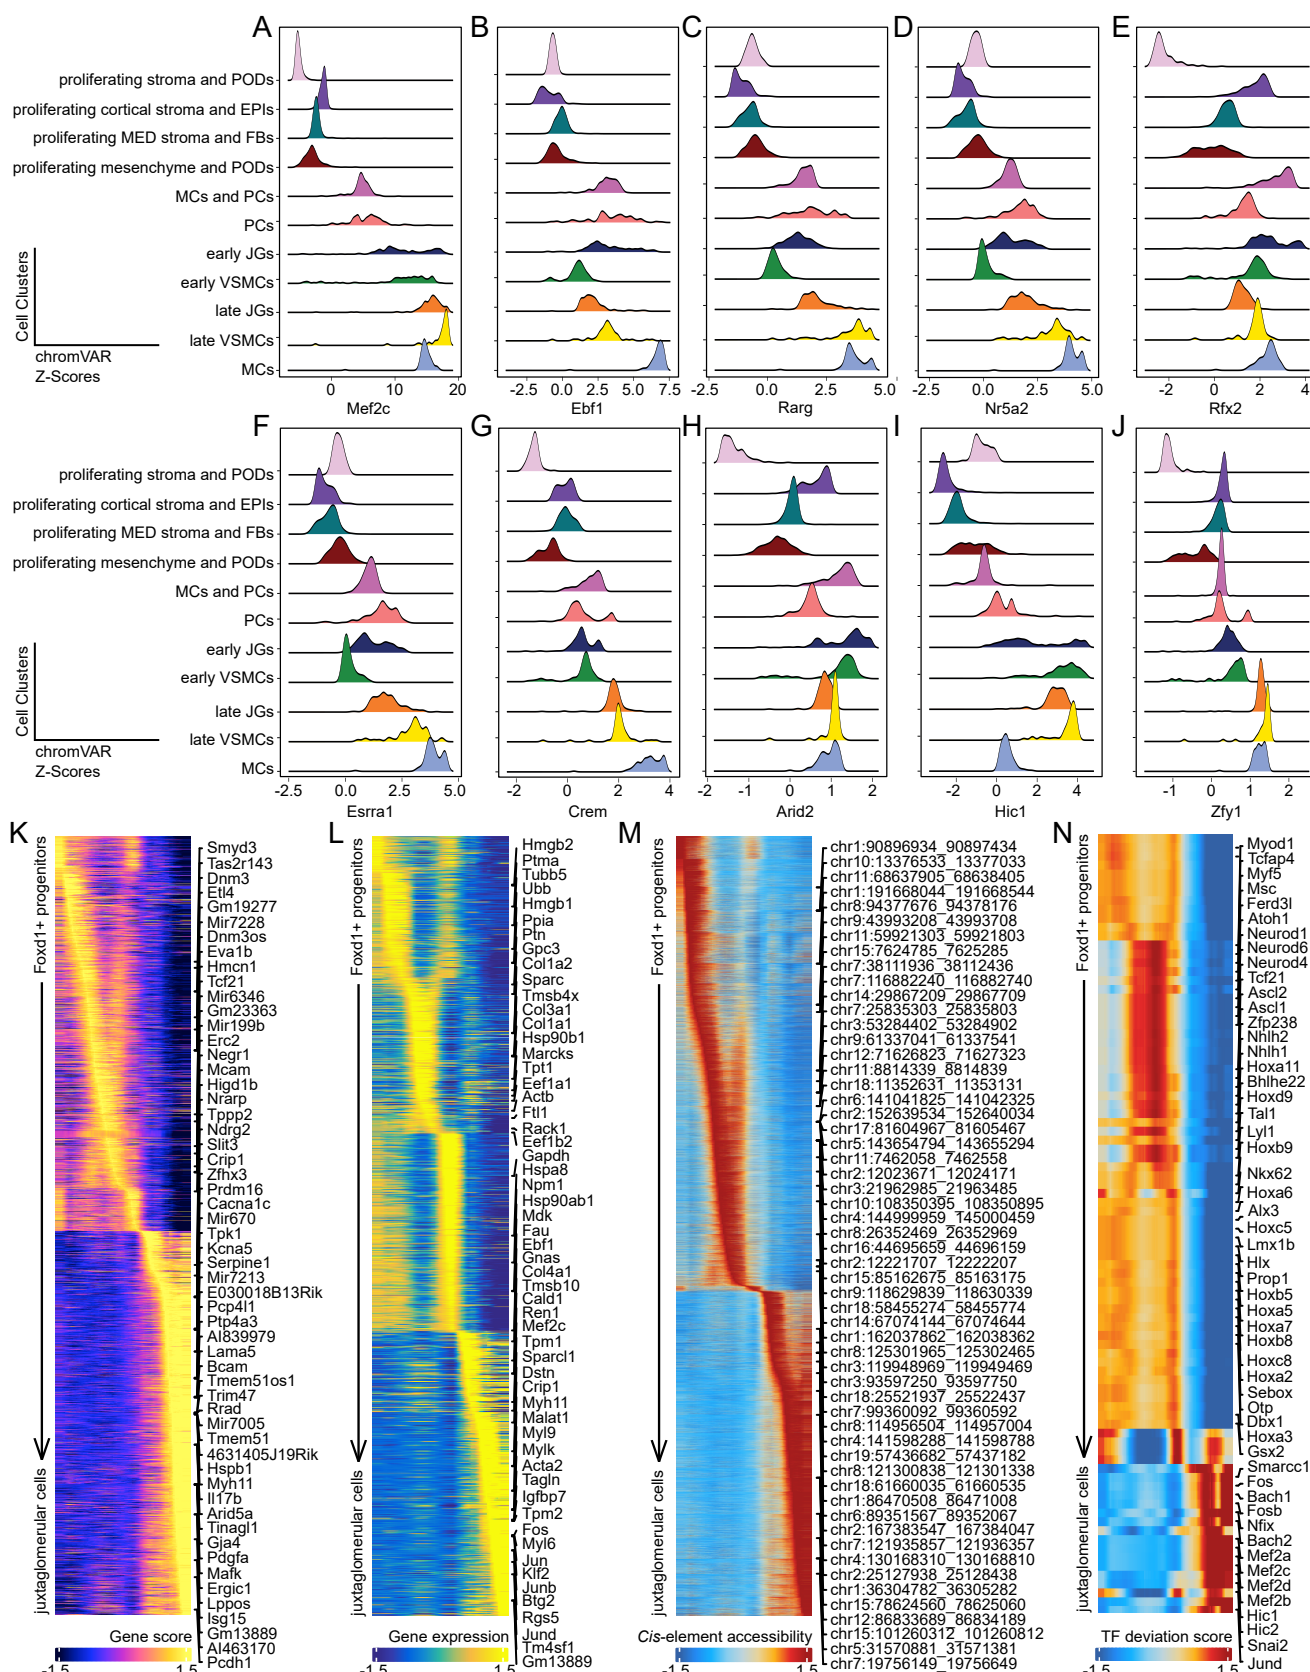 A
B
C
D
E
proliferating stroma and PODs
proliferating cortical stroma and EPIs
proliferating MED stroma and FBs
proliferating mesenchyme and PODs
MCs and PCs
PCs
early JGs
early VSMCs
late JGs
late VSMCs
MCs
Cell Clusters
chromVAR
Z-Scores
0 10 20
Mef2c
-2.5 0.0 2.5 5.0 7.5
Ebf1
-2.5 0.0 2.5 5.0
Rarg
-2.5 0.0 2.5 5.0
Nr5a2
-2 0 2 4
Rfx2
F
G
H
I
J
proliferating stroma and PODs
proliferating cortical stroma and EPIs
proliferating MED stroma and FBs
proliferating mesenchyme and PODs
MCs and PCs
PCs
early JGs
early VSMCs
late JGs
late VSMCs
MCs
Cell Clusters
chromVAR
Z-Scores
-2.5 0.0 2.5 5.0
Esrra1
-2 0 2 4
Crem
-2 -1 0 1 2
Arid2
-2 0 2 4
Hic1
-1 0 1 2
Zfy1
K
Foxd1+ progenitors
juxtaglomerular cells
Smyd3
Tas2r143
Dnm3
Etl4
Gm19277
Mir7228
Dnm3os
Eva1b
Hmcn1
Tcf21
Mir6346
Gm23363
Mir199b
Erc2
Negr1
Mcam
Higd1b
Nrarp
Tppp2
Ndrg2
Slit3
Crip1
Zfhx3
Prdm16
Cacna1c
Mir670
Tpk1
Kcna5
Serpine1
Mir7213
E030018B13Rik
Pcp4l1
Ptp4a3
AI839979
Lama5
Bcam
Tmem51os1
Trim47
Rrad
Mir7005
Tmem51
4631405J19Rik
Hspb1
Myh11
Il17b
Arid5a
Tinagl1
Gja4
Pdgfa
Mafk
Ergic1
Lppos
Isg15
Gm13889
AI463170
Pcdh1
Gene score
-1.5 1.5
L
Foxd1+ progenitors
juxtaglomerular cells
Hmgb2
Ptma
Tubb5
Ubb
Hmgb1
Ppia
Ptn
Gpc3
Col1a2
Sparc
Tmsb4x
Col3a1
Col1a1
Hsp90b1
Marcks
Tpt1
Eef1a1
Actb
Ftl1
Rack1
Eef1b2
Gapdh
Hspa8
Npm1
Hsp90ab1
Mdk
Fau
Ebf1
Gnas
Col4a1
Tmsb10
Cald1
Ren1
Mef2c
Tpm1
Sparcl1
Dstn
Crip1
Myh11
Malat1
Myl9
Mylk
Acta2
Tagln
Igfbp7
Tpm2
Fos
Myl6
Jun
Klf2
Junb
Btg2
Rgs5
Jund
Tm4sf1
Gm13889
Gene expression
-1.5 1.5
M
Foxd1+ progenitors
juxtaglomerular cells
chr1:90896934_90897434
chr10:13376533_13377033
chr11:68637905_68638405
chr1:191668044_191668544
chr8:94377676_94378176
chr9:43993208_43993708
chr11:59921303_59921803
chr15:7624785_7625285
chr7:38111936_38112436
chr7:116882240_116882740
chr14:29867209_29867709
chr7:25835303_25835803
chr3:53284402_53284902
chr9:61337041_61337541
chr12:71626823_71627323
chr11:8814339_8814839
chr18:11352631_11353131
chr6:141041825_141042325
chr2:152639534_152640034
chr17:81604967_81605467
chr5:143654794_143655294
chr11:7462058_7462558
chr2:12023671_12024171
chr3:21962985_21963485
chr10:108350395_108350895
chr4:144999959_145000459
chr8:26352469_26352969
chr16:44695659_44696159
chr2:12221707_12222207
chr15:85162675_85163175
chr9:118629839_118630339
chr18:58455274_58455774
chr14:67074144_67074644
chr1:162037862_162038362
chr8:125301965_125302465
chr3:119948969_119949469
chr3:93597250_93597750
chr18:25521937_25522437
chr7:99360092_99360592
chr8:114956504_114957004
chr4:141598288_141598788
chr19:57436682_57437182
chr8:121300838_121301338
chr18:61660035_61660535
chr1:86470508_86471008
chr6:89351567_89352067
chr2:167383547_167384047
chr7:121935857_121936357
chr4:130168310_130168810
chr2:25127938_25128438
chr1:36304782_36305282
chr15:78624560_78625060
chr12:86833689_86834189
chr15:101260312_101260812
chr5:31570881_31571381
chr7:19756149_19756649
Cis-element accessibility
-1.5 1.5
N
Foxd1+ progenitors
juxtaglomerular cells
Myod1
Tcfap4
Myf5
Msc
Ferd3l
Atoh1
Neurod1
Neurod6
Neurod4
Tcf21
Ascl2
Ascl1
Zfp238
Nhlh2
Nhlh1
Hoxa11
Bhlhe22
Hoxd9
Tal1
Lyl1
Hoxb9
Nkx62
Hoxa6
Alx3
Hoxc5
Lmx1b
Hlx
Prop1
Hoxb5
Hoxa5
Hoxa7
Hoxb8
Hoxc8
Hoxa2
Sebox
Otp
Dbx1
Hoxa3
Gsx2
Smarcc1
Fos
Bach1
Fosb
Nfix
Bach2
Mef2a
Mef2c
Mef2d
Mef2b
Hic1
Hic2
Snai2
Jund
TF deviation score
-1.5 1.5